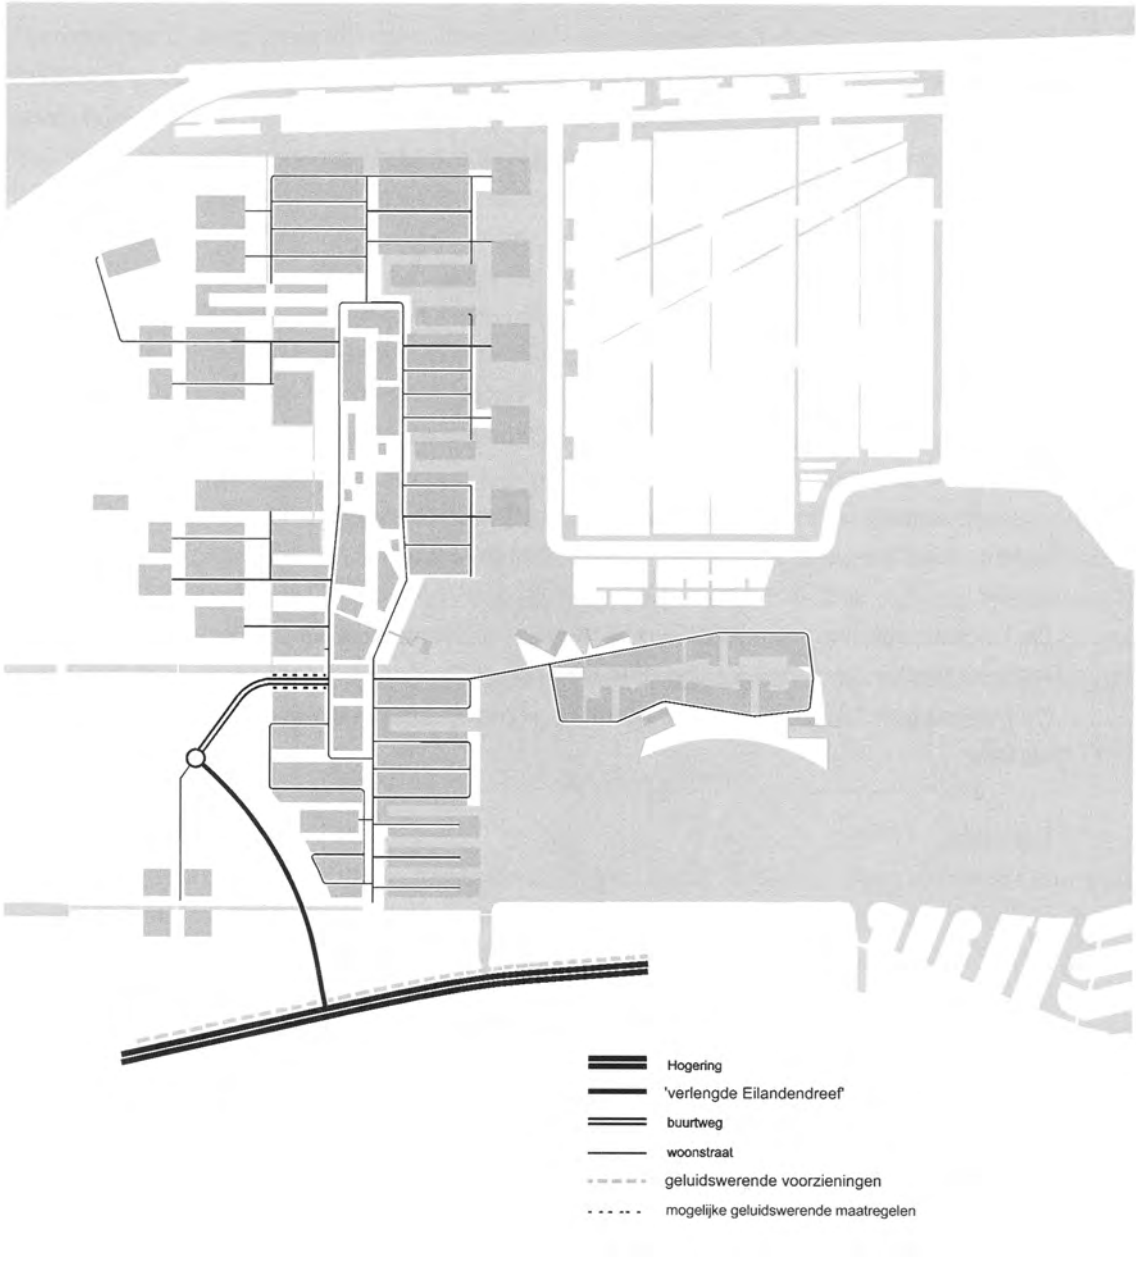 Hogering
'verlengde Eilandendreef'
buurtweg
woonstraat
geluidswerende voorzieningen
mogelijke geluidswerende maatregelen